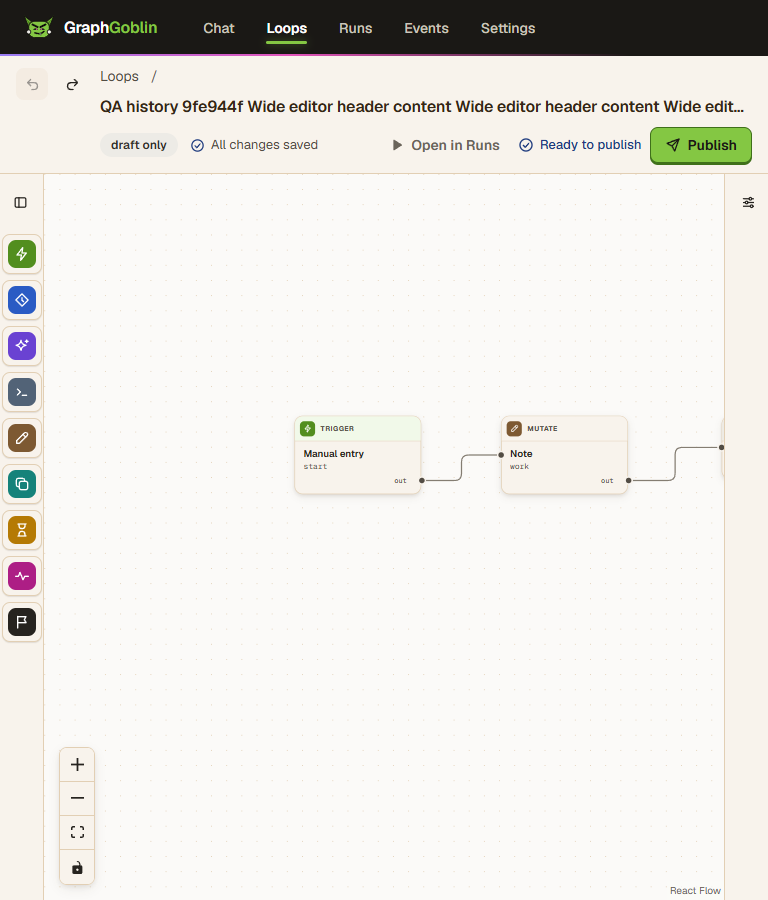 GraphGoblin Chat Loops Runs Events Settings
Loops /
QA history 9fe944f Wide editor header content Wide editor header content Wide edit...
draft only All changes saved Open in Runs Ready to publish Publish
TRIGGER
Manual entry
start
out
MUTATE
Note
work
out
React Flow